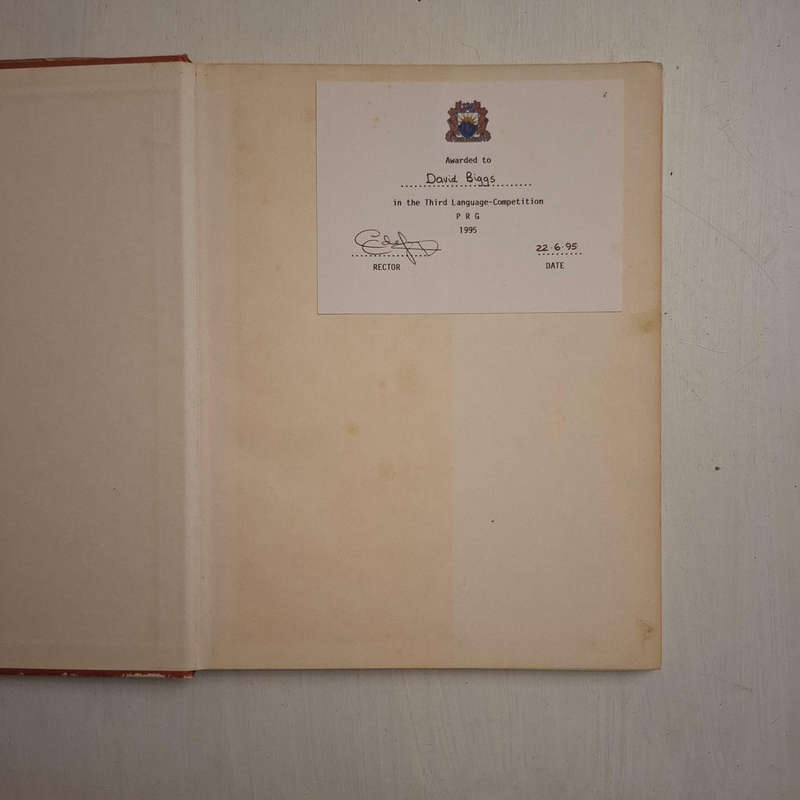 Awarded to
David Biggs
in the Third Language-Competition
P R G
1995
22.6.95
RECTOR DATE